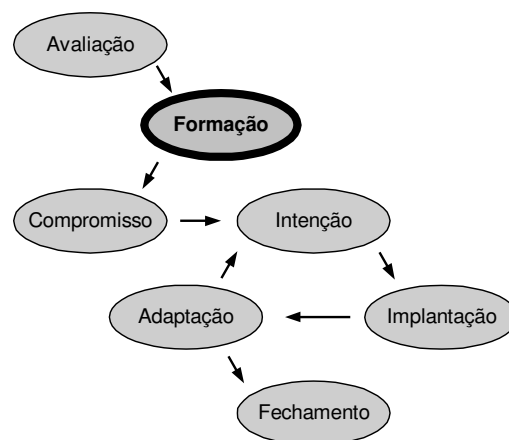 Avaliação
Formação
Compromisso
Intenção
Adaptação
Implantação
Fechamento